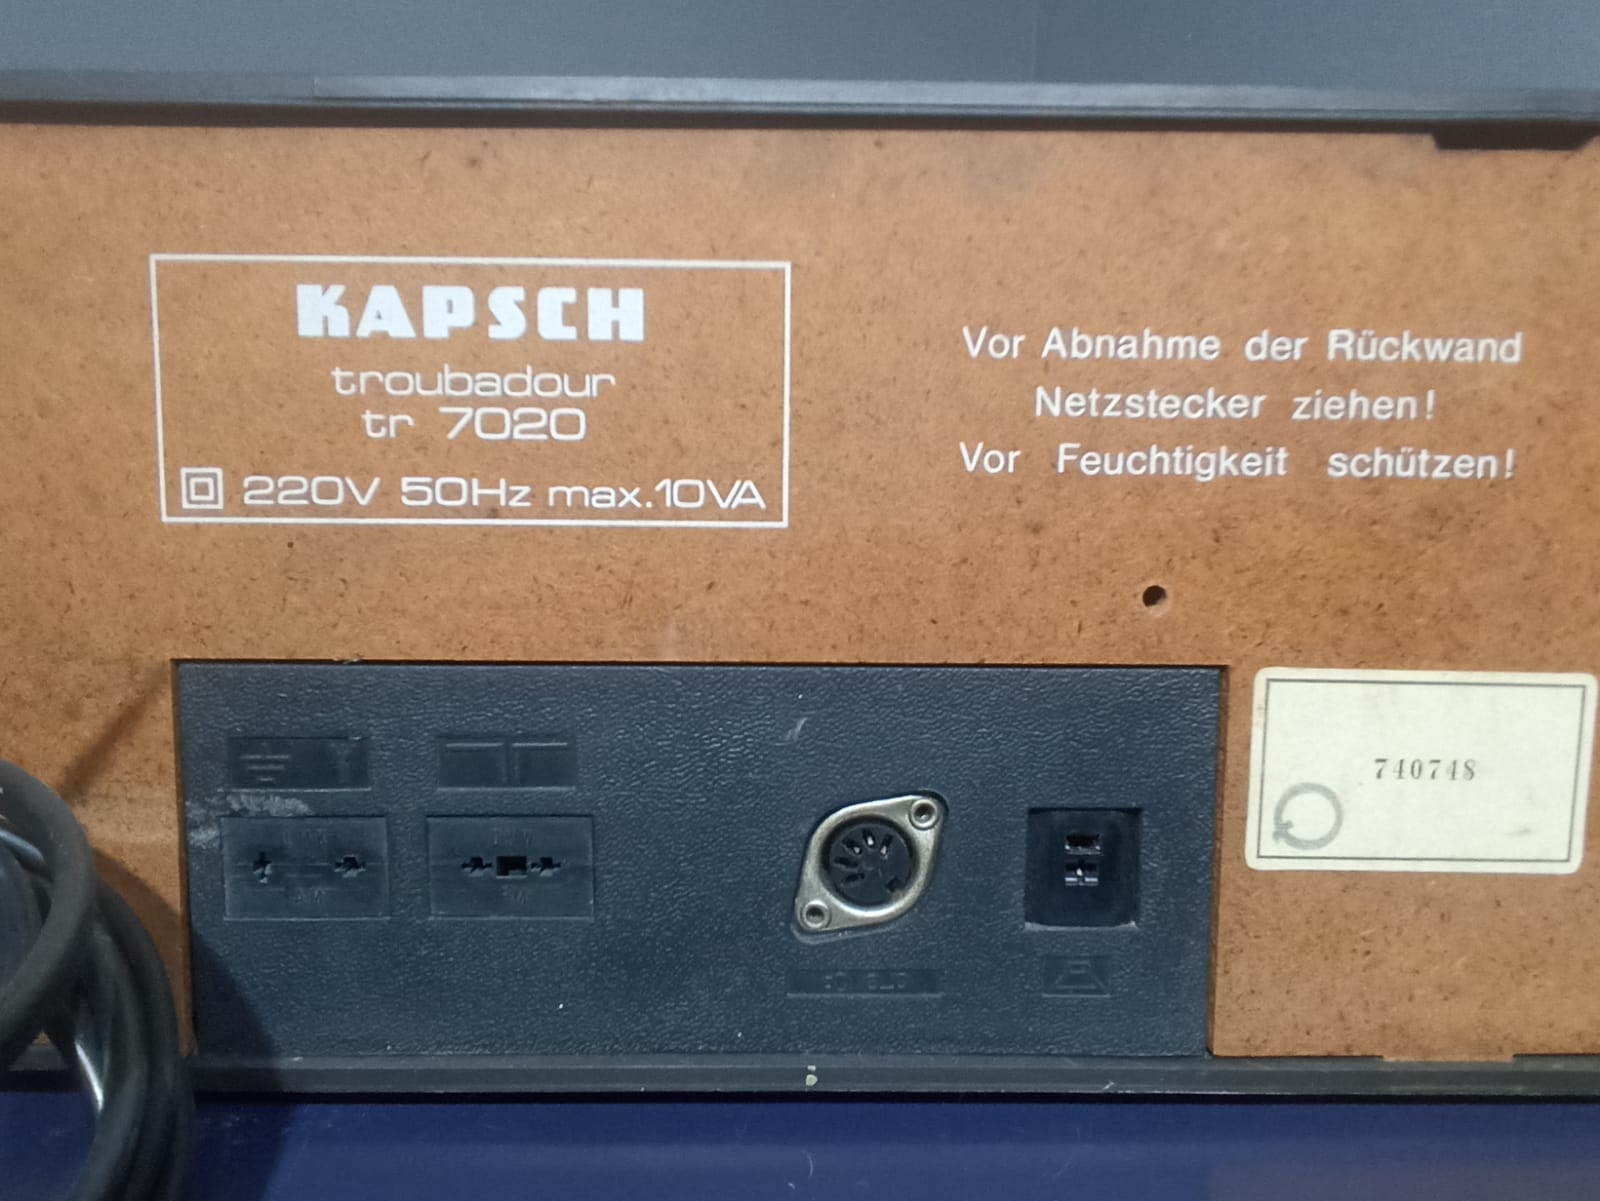 KAPSCH
troubadour
tr 7020
220V 50Hz max.10VA
Vor Abnahme der Rückwand
Netzstecker ziehen!
Vor Feuchtigkeit schützen!
740748